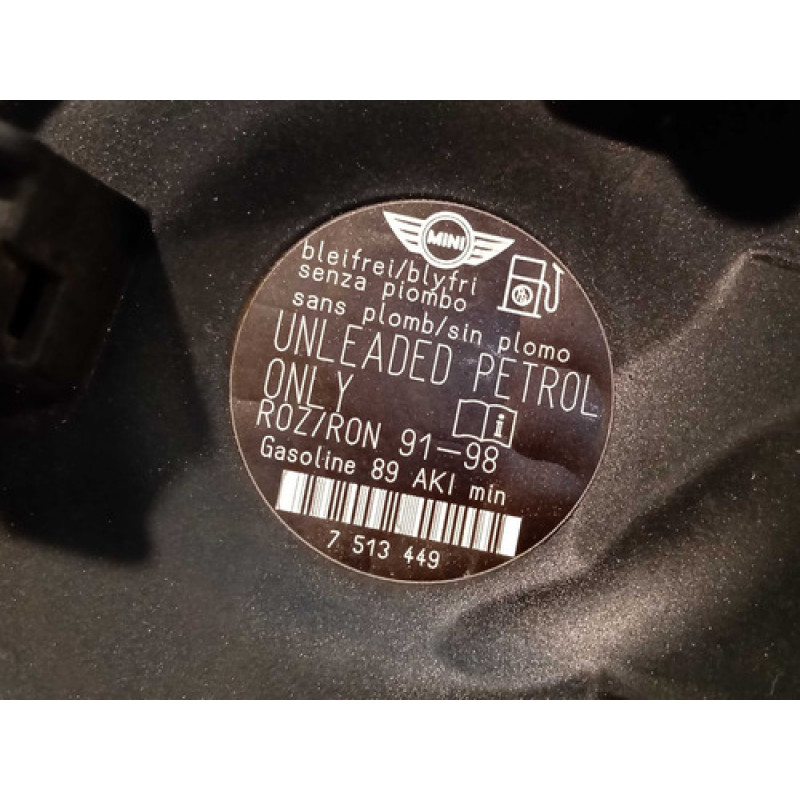 MINI
bleifrei/blyfri
senza piombo
sans plomb/sin plomo
UNLEADED PETROL
ONLY
ROZ/RON 91-98
Gasoline 89 AKI min
7 513 449